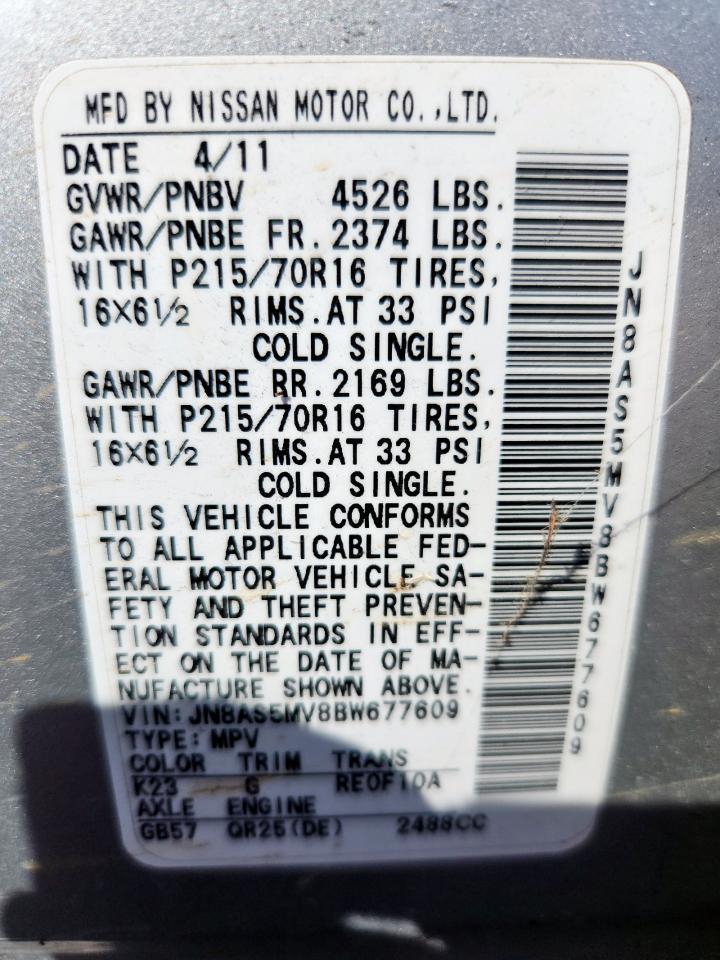 MFD BY NISSAN MOTOR CO.,LTD.
DATE 4/11
GVWR/PNBV 4526 LBS.
GAWR/PNBE FR. 2374 LBS.
WITH P215/70R16 TIRES,
16×6½ RIMS. AT 33 PSI
COLD SINGLE.
GAWR/PNBE RR. 2169 LBS.
WITH P215/70R16 TIRES,
16×6½ RIMS. AT 33 PSI
COLD SINGLE.
THIS VEHICLE CONFORMS
TO ALL APPLICABLE FED-
ERAL MOTOR VEHICLE SA-
FETY AND THEFT PREVEN-
TION STANDARDS IN EFF-
ECT ON THE DATE OF MA-
NUFACTURE SHOWN ABOVE.
VIN: JN8AS5MV8BW677609
TYPE: MPV
COLOR TRIM TRANS
K23 G RE0F10A
AXLE ENGINE
GB57 QR25(DE) 2488CC
JN8AS5MV8BW677609